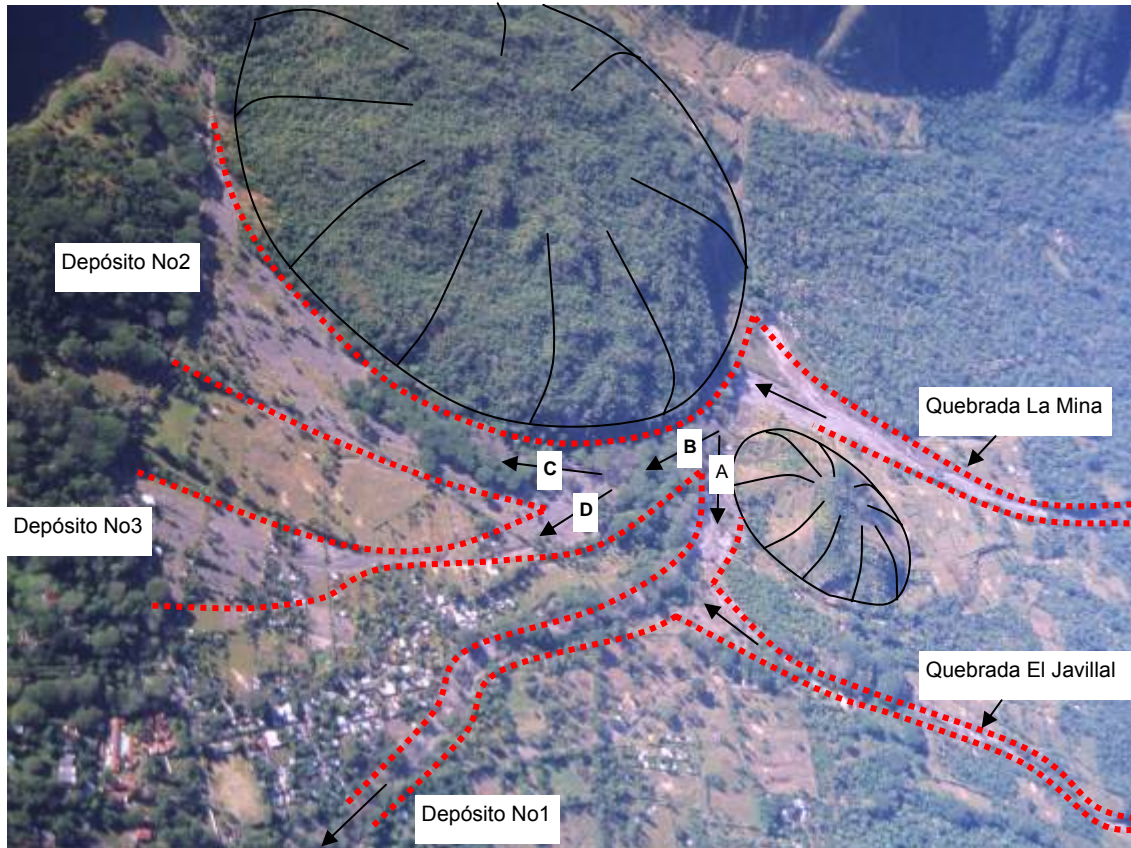 Depósito No2
Quebrada La Mina
B
C
A
D
Depósito No3
Quebrada El Javillal
Depósito No1